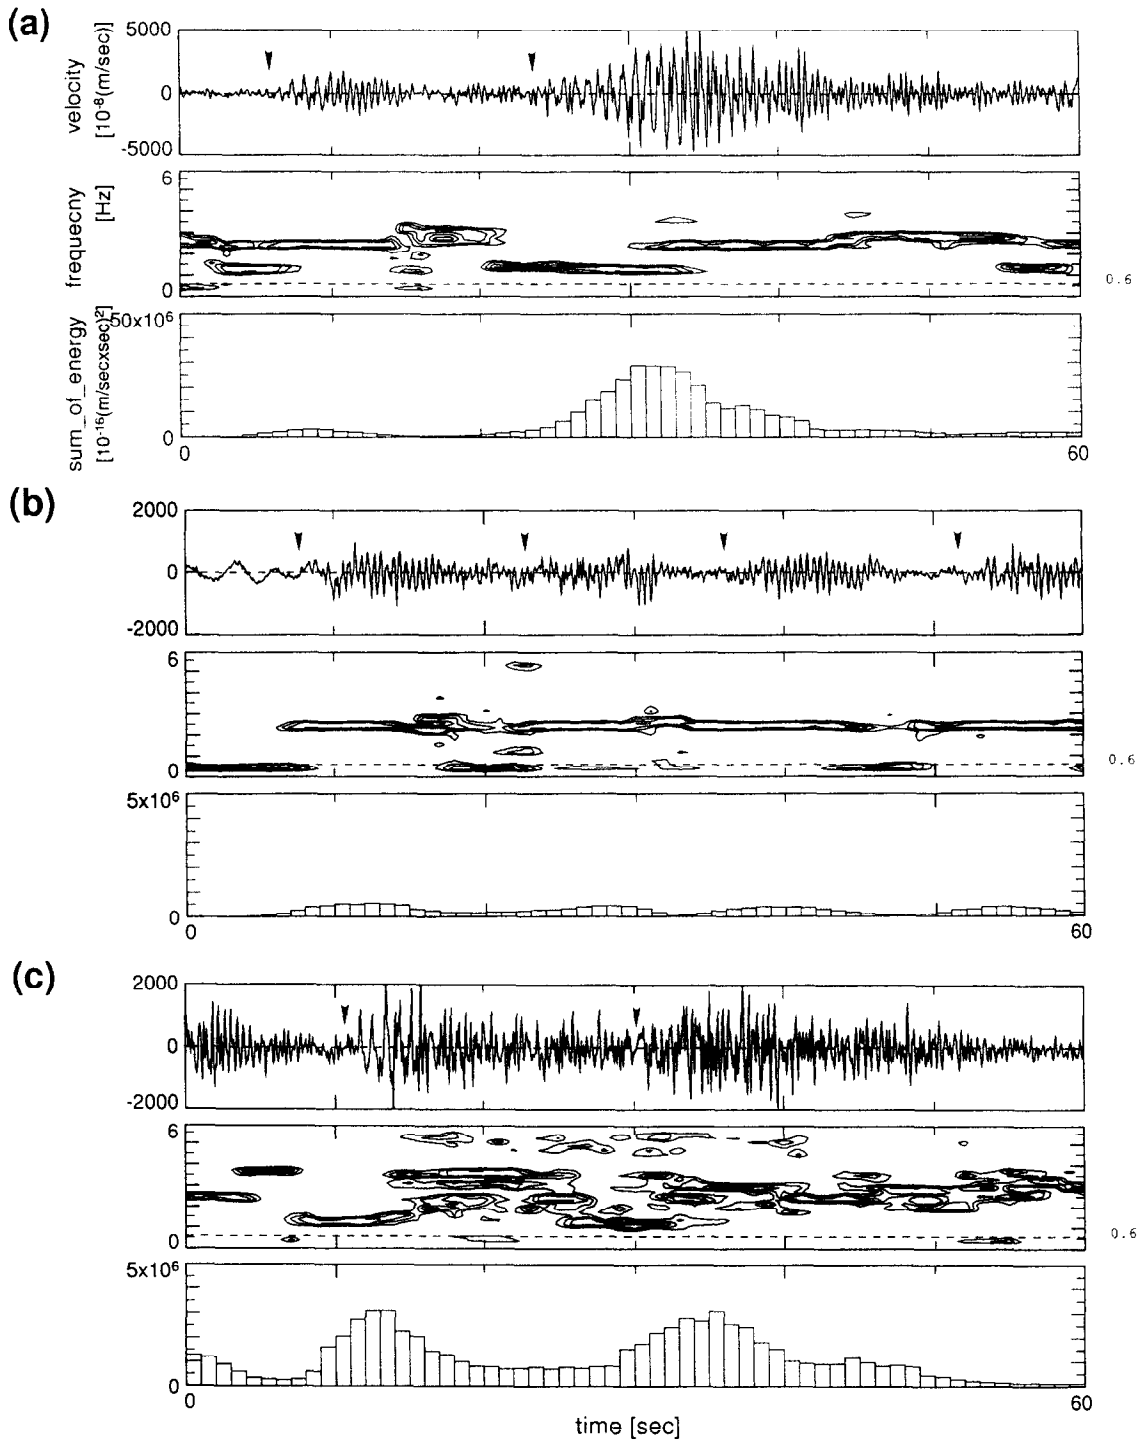 (a)
velocity
[10⁻⁸(m/sec)]
5000
0
-5000
frequecny
[Hz]
6
0
0.6
sum_of_energy
[10⁻¹⁶(m/secxsec)²]
50x10⁶
0
0
60
(b)
2000
0
-2000
6
0
0.6
5x10⁶
0
0
60
(c)
2000
0
-2000
6
0
0.6
5x10⁶
0
0
60
time [sec]